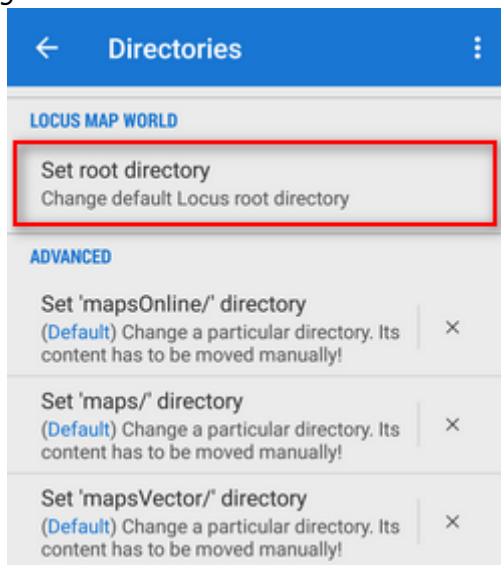 Directories
LOCUS MAP WORLD
Set root directory
Change default Locus root directory
ADVANCED
Set 'mapsOnline/' directory
(Default) Change a particular directory. Its
content has to be moved manually!
Set 'maps/' directory
(Default) Change a particular directory. Its
content has to be moved manually!
Set 'mapsVector/' directory
(Default) Change a particular directory. Its
content has to be moved manually!